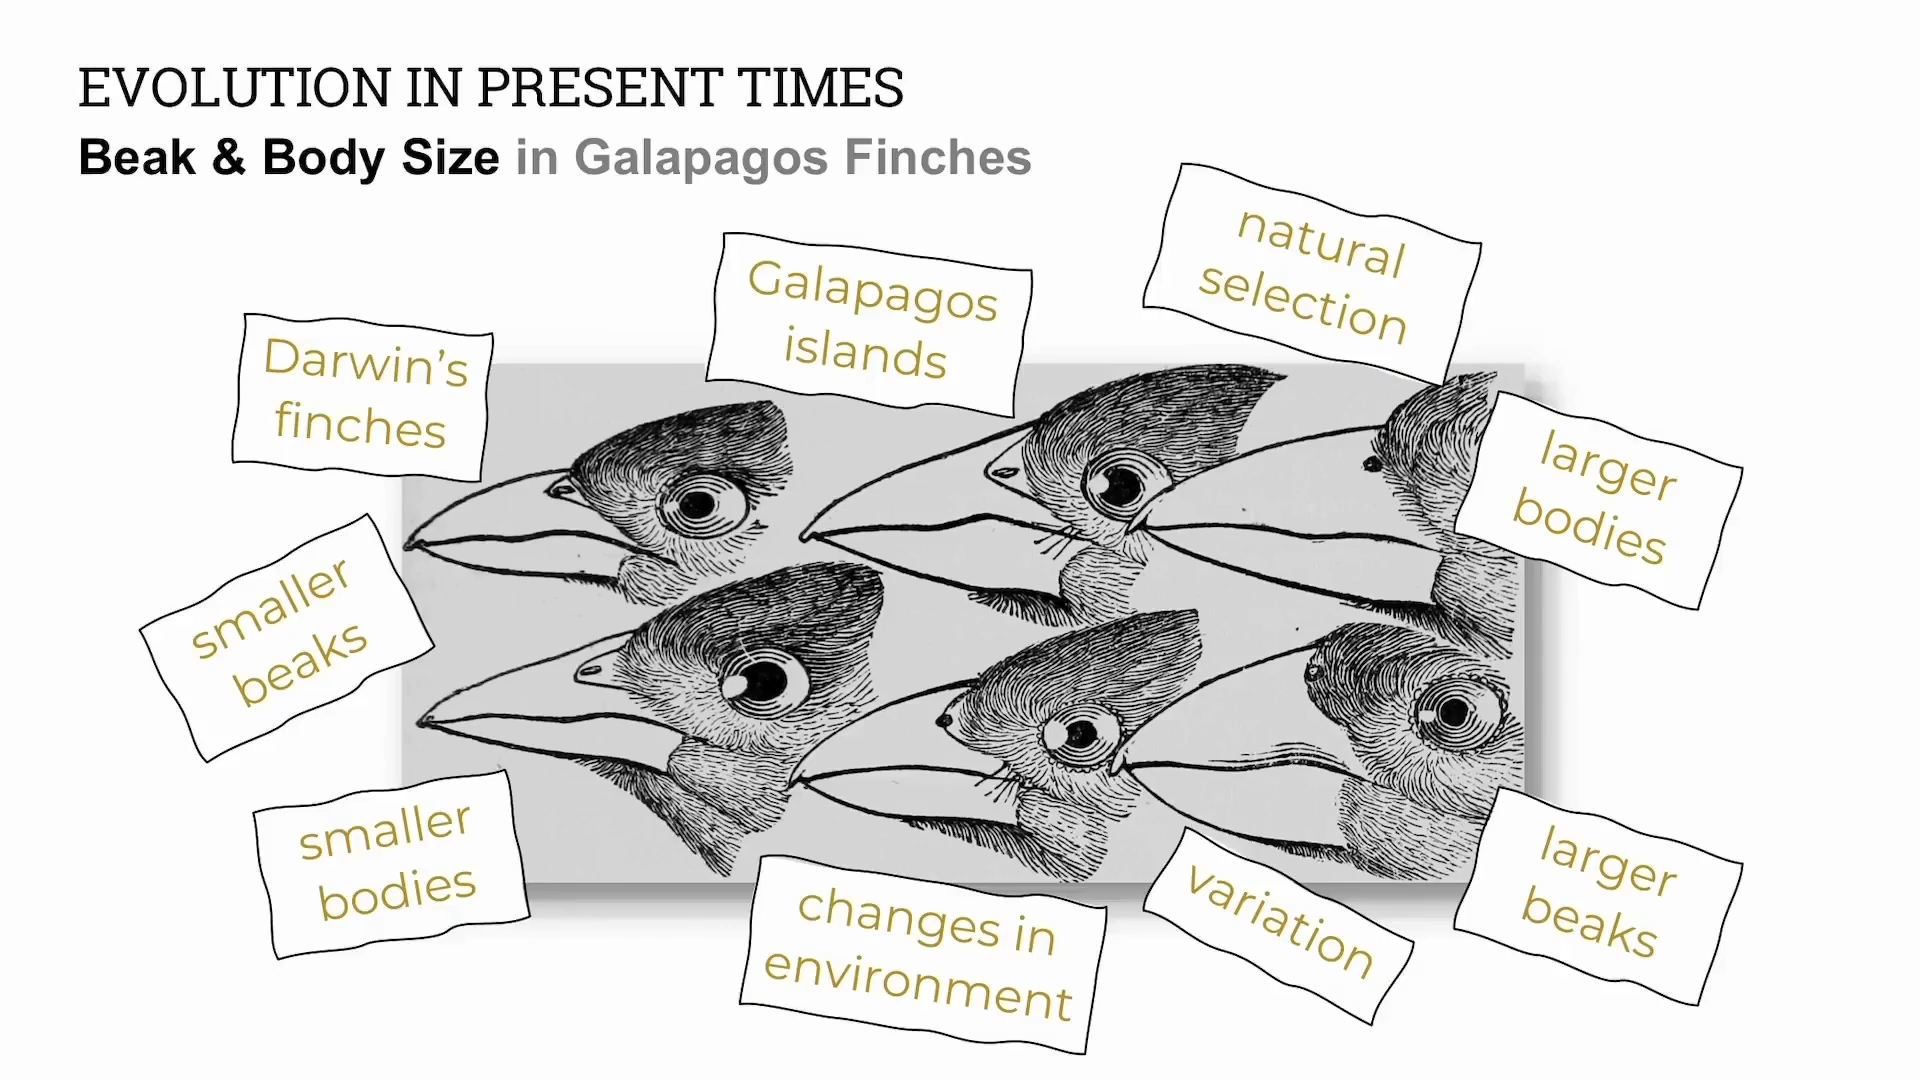 EVOLUTION IN PRESENT TIMES
Beak & Body Size in Galapagos Finches
natural
selection
Galapagos
islands
Darwin’s
finches
larger
bodies
smaller
beaks
smaller
bodies
changes in
environment
variation
larger
beaks